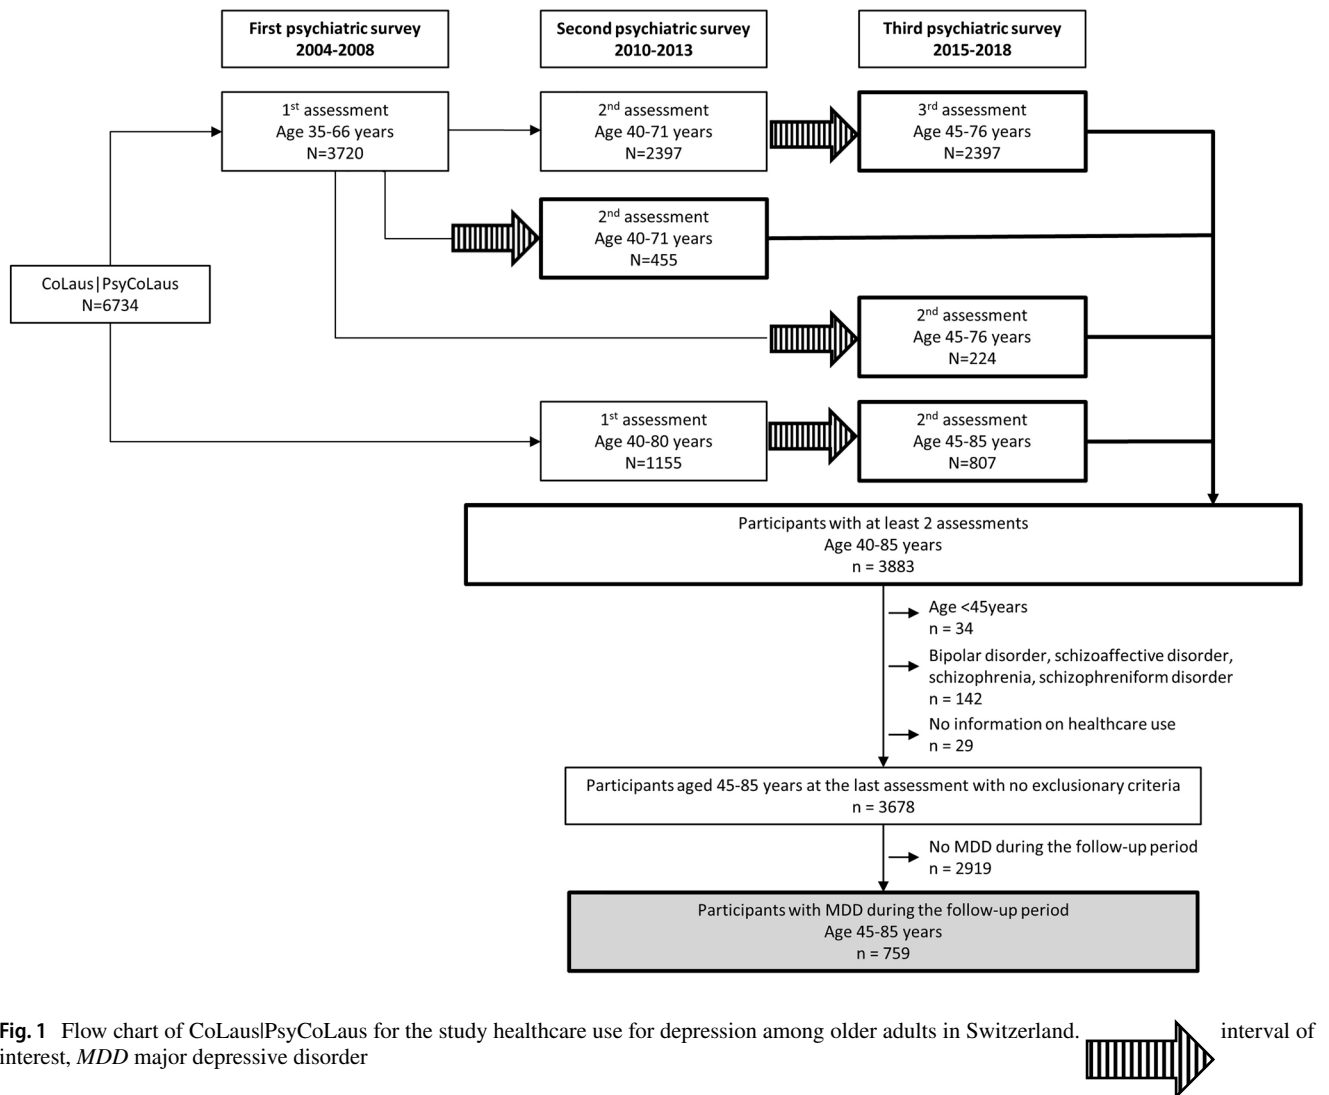 First psychiatric survey
2004-2008
Second psychiatric survey
2010-2013
Third psychiatric survey
2015-2018
1st assessment
Age 35-66 years
N=3720
2nd assessment
Age 40-71 years
N=2397
3rd assessment
Age 45-76 years
N=2397
2nd assessment
Age 40-71 years
N=455
CoLaus|PsyCoLaus
N=6734
2nd assessment
Age 45-76 years
N=224
1st assessment
Age 40-80 years
N=1155
2nd assessment
Age 45-85 years
N=807
Participants with at least 2 assessments
Age 40-85 years
n = 3883
Age <45years
n = 34
Bipolar disorder, schizoaffective disorder,
schizophrenia, schizophreniform disorder
n = 142
No information on healthcare use
n = 29
Participants aged 45-85 years at the last assessment with no exclusionary criteria
n = 3678
No MDD during the follow-up period
n = 2919
Participants with MDD during the follow-up period
Age 45-85 years
n = 759
Fig. 1 Flow chart of CoLaus|PsyCoLaus for the study healthcare use for depression among older adults in Switzerland. interval of
interest, MDD major depressive disorder